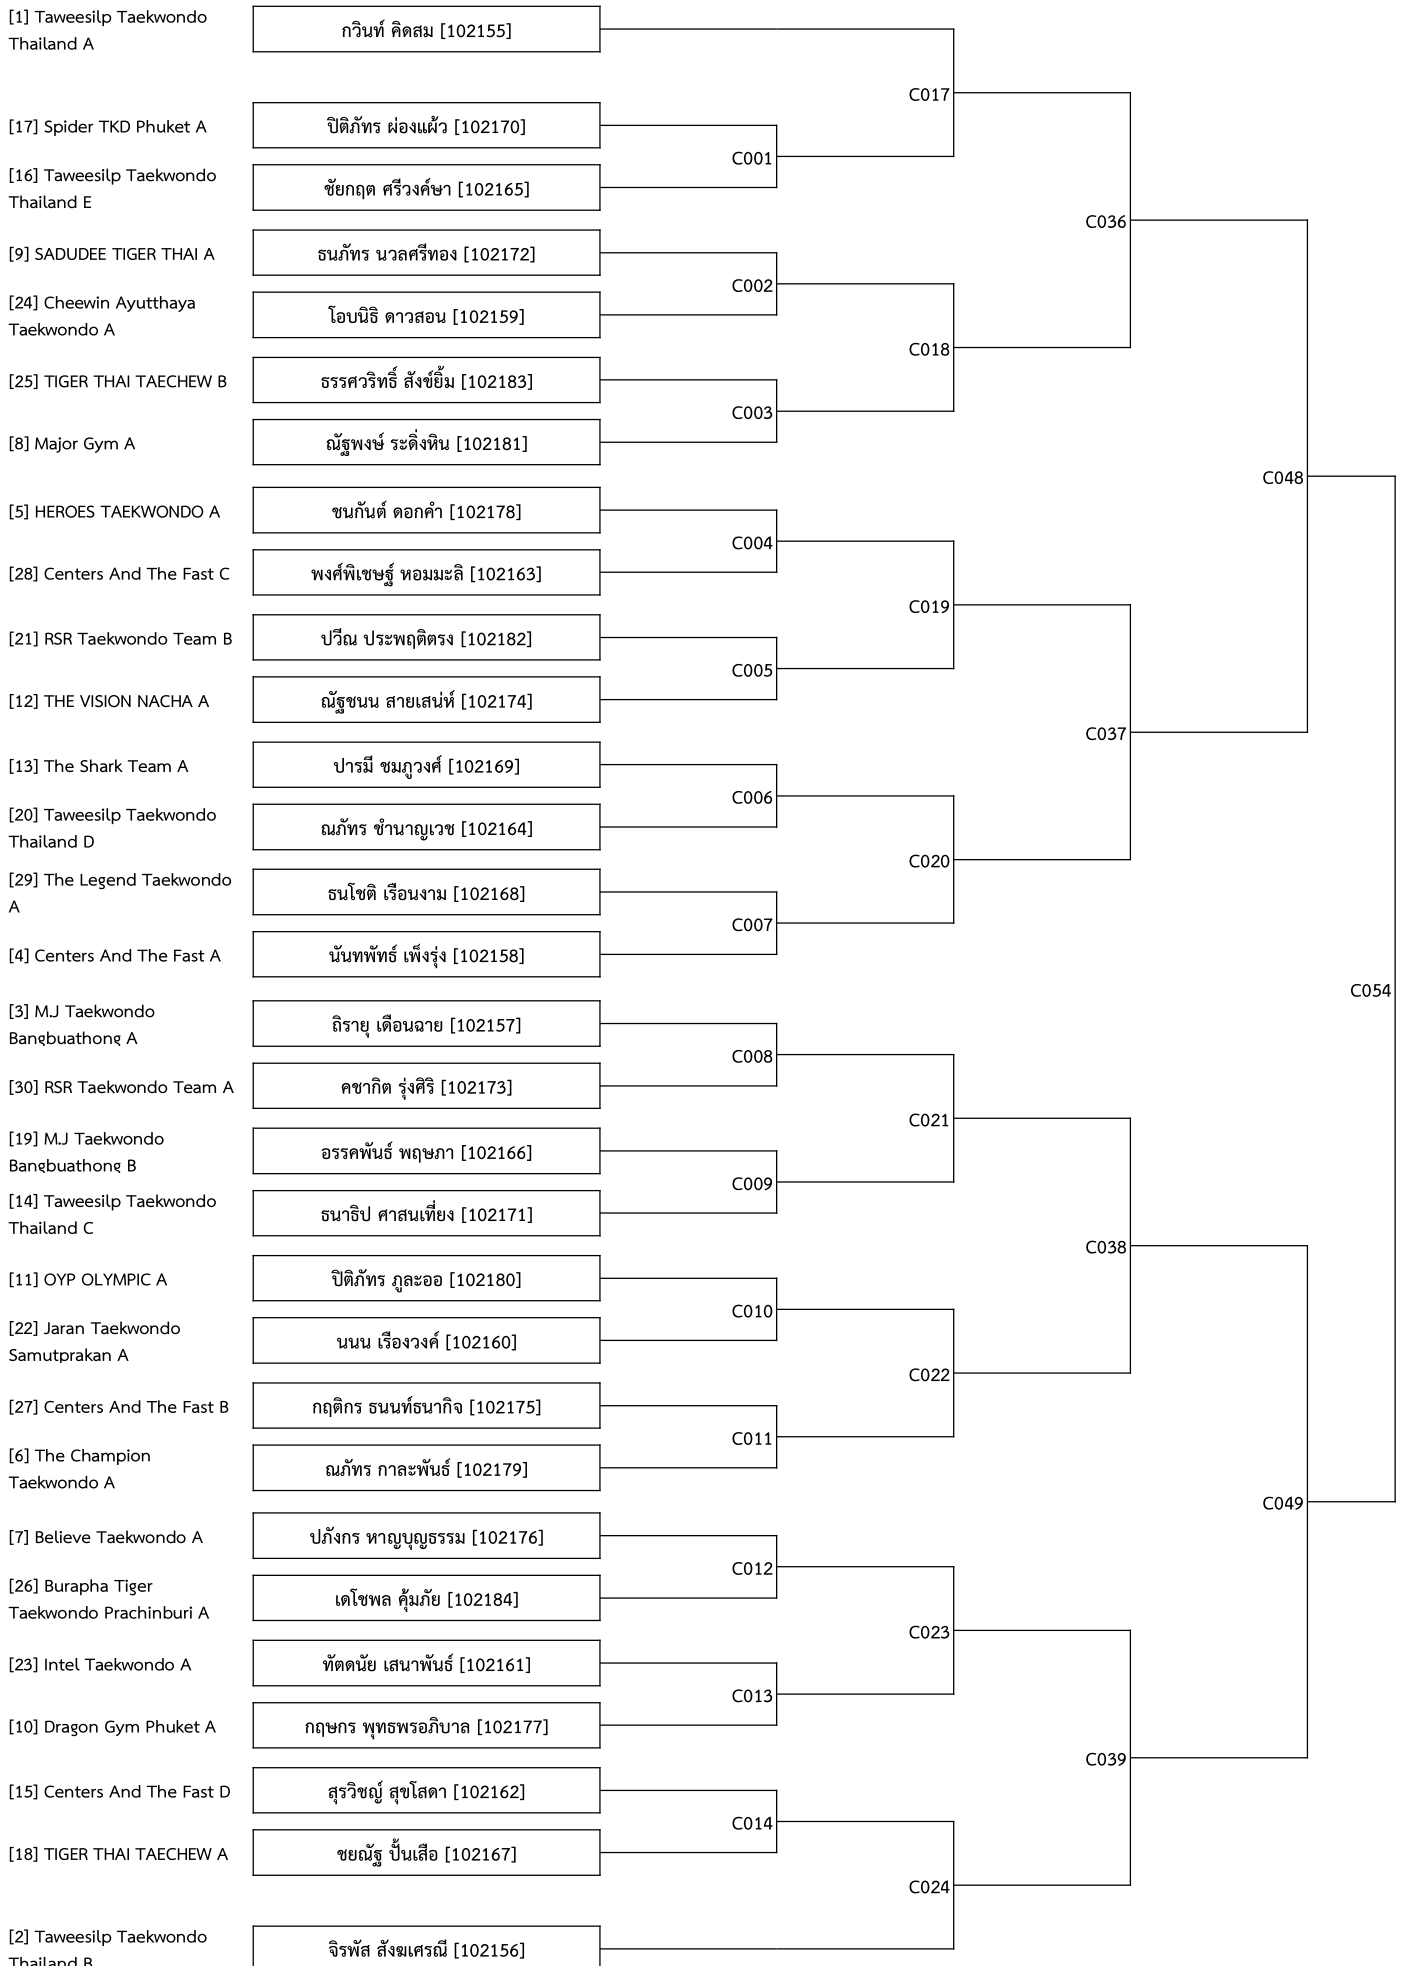 [1] Taweesilp Taekwondo
Thailand A
กวินท์ คิดสม [102155]
C017
[17] Spider TKD Phuket A
ปิติภัทร ผ่องแผ้ว [102170]
C001
[16] Taweesilp Taekwondo
Thailand E
ชัยกฤต ศรีวงค์ษา [102165]
C036
[9] SADUDEE TIGER THAI A
ธนภัทร นวลศรีทอง [102172]
C002
[24] Cheewin Ayutthaya
Taekwondo A
โอบนิธิ ดาวสอน [102159]
C018
[25] TIGER THAI TAECHEW B
ธรรศวริทธิ์ สังข์ยิ้ม [102183]
C003
[8] Major Gym A
ณัฐพงษ์ ระดิ่งหิน [102181]
C048
[5] HEROES TAEKWONDO A
ชนกันต์ ดอกคำ [102178]
C004
[28] Centers And The Fast C
พงศ์พิเชษฐ์ หอมมะลิ [102163]
C019
[21] RSR Taekwondo Team B
ปวีณ ประพฤติตรง [102182]
C005
[12] THE VISION NACHA A
ณัฐชนน สายเสน่ห์ [102174]
C037
[13] The Shark Team A
ปารมี ชมภูวงศ์ [102169]
C006
[20] Taweesilp Taekwondo
Thailand D
ณภัทร ชำนาญเวช [102164]
C020
[29] The Legend Taekwondo
A
ธนโชติ เรือนงาม [102168]
C007
[4] Centers And The Fast A
นันทพัทธ์ เพ็งรุ่ง [102158]
C054
[3] M.J Taekwondo
Bangbuathong A
ถิรายุ เดือนฉาย [102157]
C008
[30] RSR Taekwondo Team A
คชากิต รุ่งศิริ [102173]
C021
[19] M.J Taekwondo
Bangbuathong B
อรรคพันธ์ พฤษภา [102166]
C009
[14] Taweesilp Taekwondo
Thailand C
ธนาธิป ศาสนเที่ยง [102171]
C038
[11] OYP OLYMPIC A
ปิติภัทร ภูละออ [102180]
C010
[22] Jaran Taekwondo
Samutprakan A
นนน เรืองวงค์ [102160]
C022
[27] Centers And The Fast B
กฤติกร ธนนท์ธนากิจ [102175]
C011
[6] The Champion
Taekwondo A
ณภัทร กาละพันธ์ [102179]
C049
[7] Believe Taekwondo A
ปภังกร หาญบุญธรรม [102176]
C012
[26] Burapha Tiger
Taekwondo Prachinburi A
เดโชพล คุ้มภัย [102184]
C023
[23] Intel Taekwondo A
ทัตดนัย เสนาพันธ์ [102161]
C013
[10] Dragon Gym Phuket A
กฤษกร พุทธพรอภิบาล [102177]
C039
[15] Centers And The Fast D
สุรวิชญ์ สุขโสดา [102162]
C014
[18] TIGER THAI TAECHEW A
ชยณัฐ ปั้นเสือ [102167]
C024
[2] Taweesilp Taekwondo
Thailand B
จิรพัส สังฆเศรณี [102156]